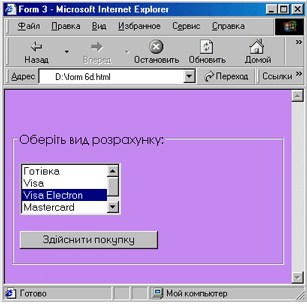 Form 3 - Microsoft Internet Explorer
Файл Правка Вид Избранное Сервис Справка
Назад Вперед Остановить Обновить Домой
Адрес D:\form 6d.html Переход Ссылки »
Оберіть вид розрахунку:
Готівка
Visa
Visa Electron
Mastercard
Здійснити покупку
Готово Мой компьютер